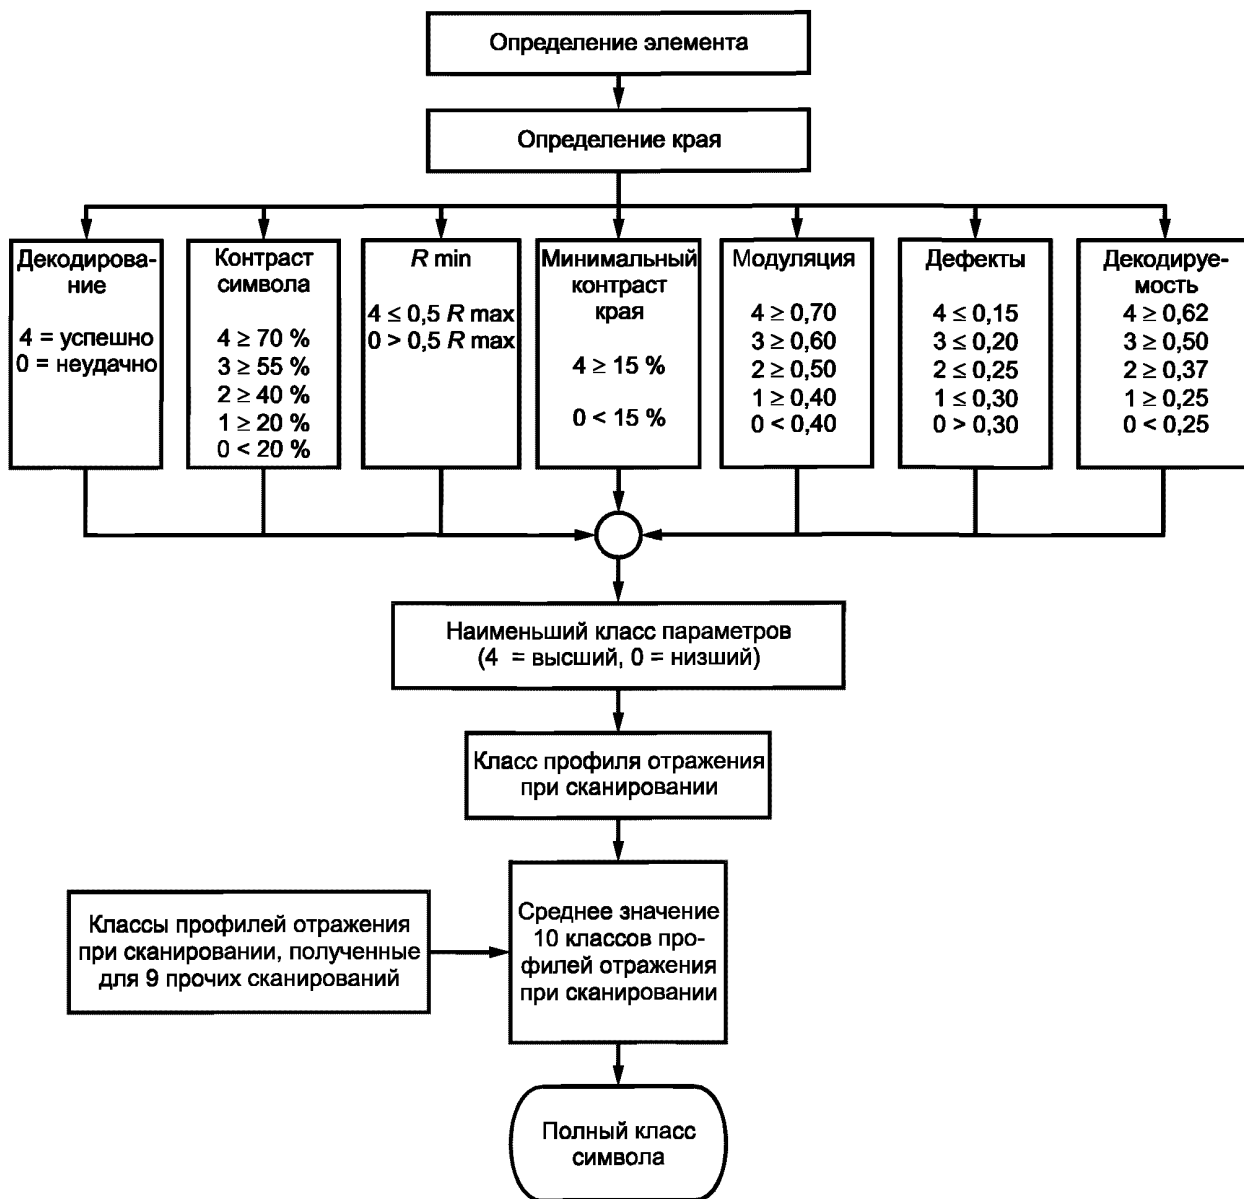 Определение элемента
Определение края
Декодирова-
ние
4 = успешно
0 = неудачно
Контраст
символа
4 ≥ 70 %
3 ≥ 55 %
2 ≥ 40 %
1 ≥ 20 %
0 < 20 %
R min
4 ≤ 0,5 R max
0 > 0,5 R max
Минимальный
контраст
края
4 ≥ 15 %
0 < 15 %
Модуляция
4 ≥ 0,70
3 ≥ 0,60
2 ≥ 0,50
1 ≥ 0,40
0 < 0,40
Дефекты
4 ≤ 0,15
3 ≤ 0,20
2 ≤ 0,25
1 ≤ 0,30
0 > 0,30
Декодируе-
мость
4 ≥ 0,62
3 ≥ 0,50
2 ≥ 0,37
1 ≥ 0,25
0 < 0,25
Наименьший класс параметров
(4 = высший, 0 = низший)
Класс профиля отражения
при сканировании
Классы профилей отражения
при сканировании, полученные
для 9 прочих сканирований
Среднее значение
10 классов про-
филей отражения
при сканировании
Полный класс
символа